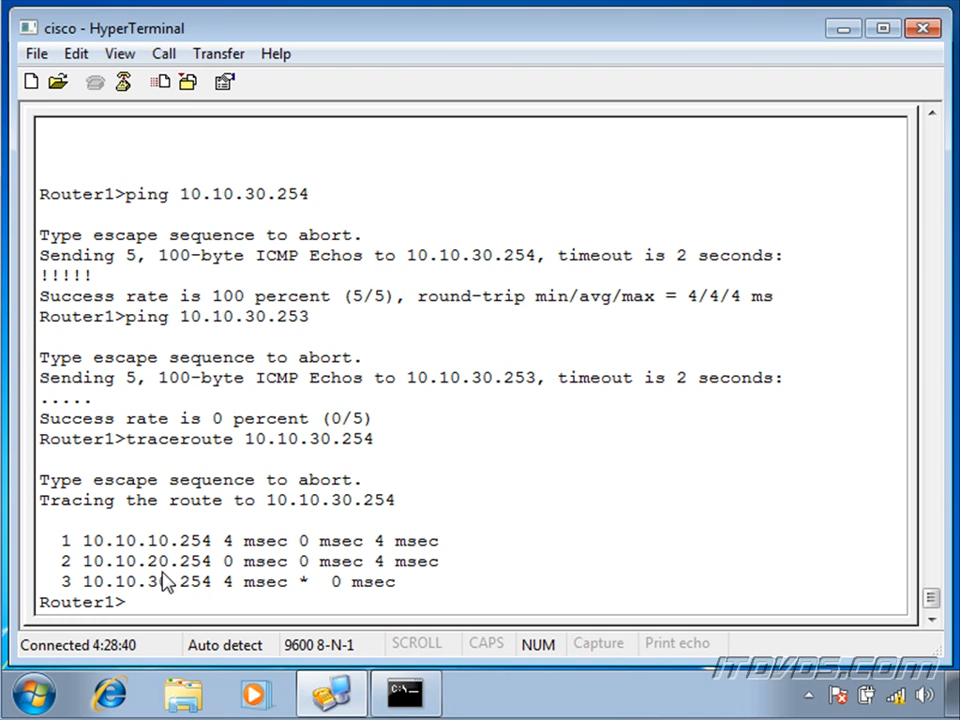 cisco - HyperTerminal
File Edit View Call Transfer Help
Router1>ping 10.10.30.254
Type escape sequence to abort.
Sending 5, 100-byte ICMP Echos to 10.10.30.254, timeout is 2 seconds:
!!!!!
Success rate is 100 percent (5/5), round-trip min/avg/max = 4/4/4 ms
Router1>ping 10.10.30.253
Type escape sequence to abort.
Sending 5, 100-byte ICMP Echos to 10.10.30.253, timeout is 2 seconds:
.....
Success rate is 0 percent (0/5)
Router1>traceroute 10.10.30.254
Type escape sequence to abort.
Tracing the route to 10.10.30.254
1 10.10.10.254 4 msec 0 msec 4 msec
2 10.10.20.254 0 msec 0 msec 4 msec
3 10.10.30.254 4 msec * 0 msec
Router1>
Connected 4:28:40 Auto detect 9600 8-N-1 SCROLL CAPS NUM Capture Print echo
ITDVDS.COM
C:\_